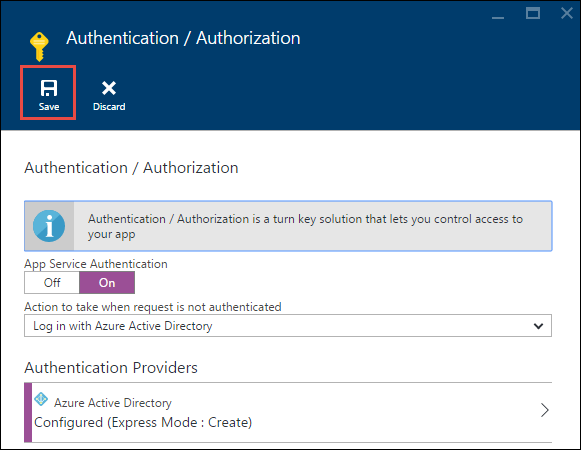 Authentication / Authorization
Save
Discard
Authentication / Authorization
Authentication / Authorization is a turn key solution that lets you control access to
your app
App Service Authentication
Off
On
Action to take when request is not authenticated
Log in with Azure Active Directory
Authentication Providers
Azure Active Directory
Configured (Express Mode : Create)